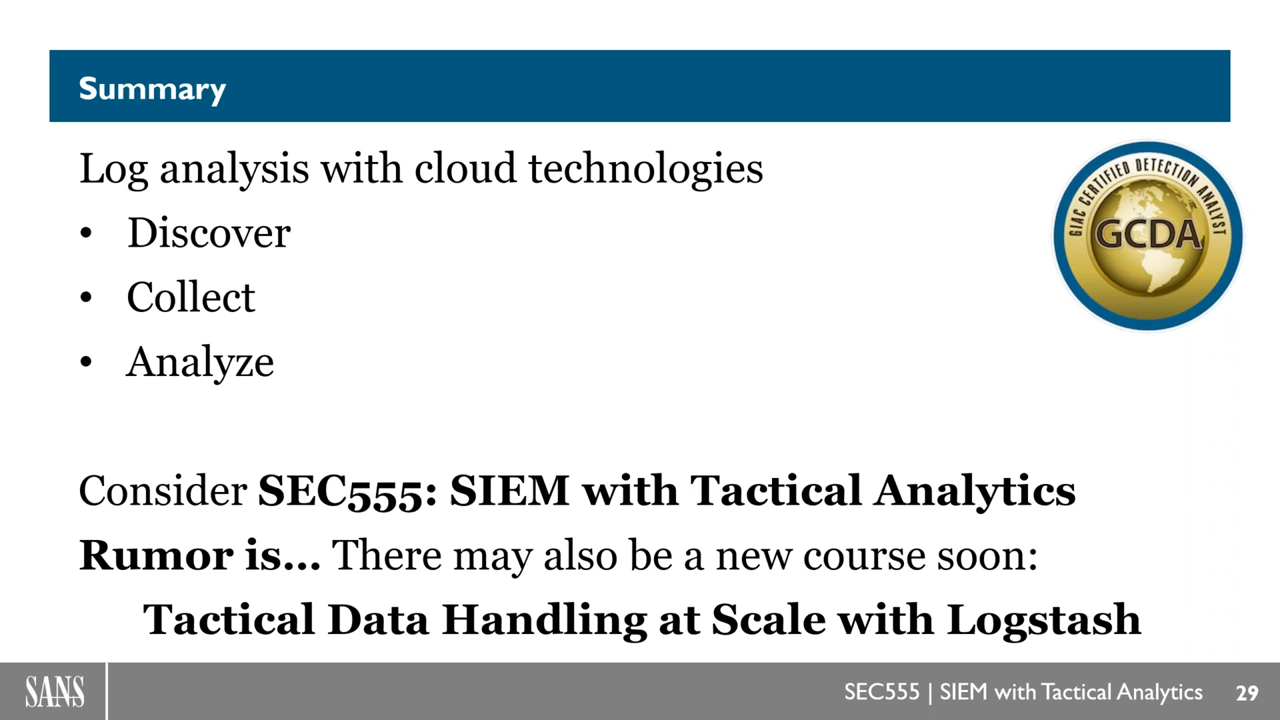 Summary
Log analysis with cloud technologies
• Discover
• Collect
• Analyze
GIAC CERTIFIED DETECTION ANALYST
GCDA
Consider SEC555: SIEM with Tactical Analytics
Rumor is... There may also be a new course soon:
Tactical Data Handling at Scale with Logstash
SANS
SEC555 | SIEM with Tactical Analytics
29